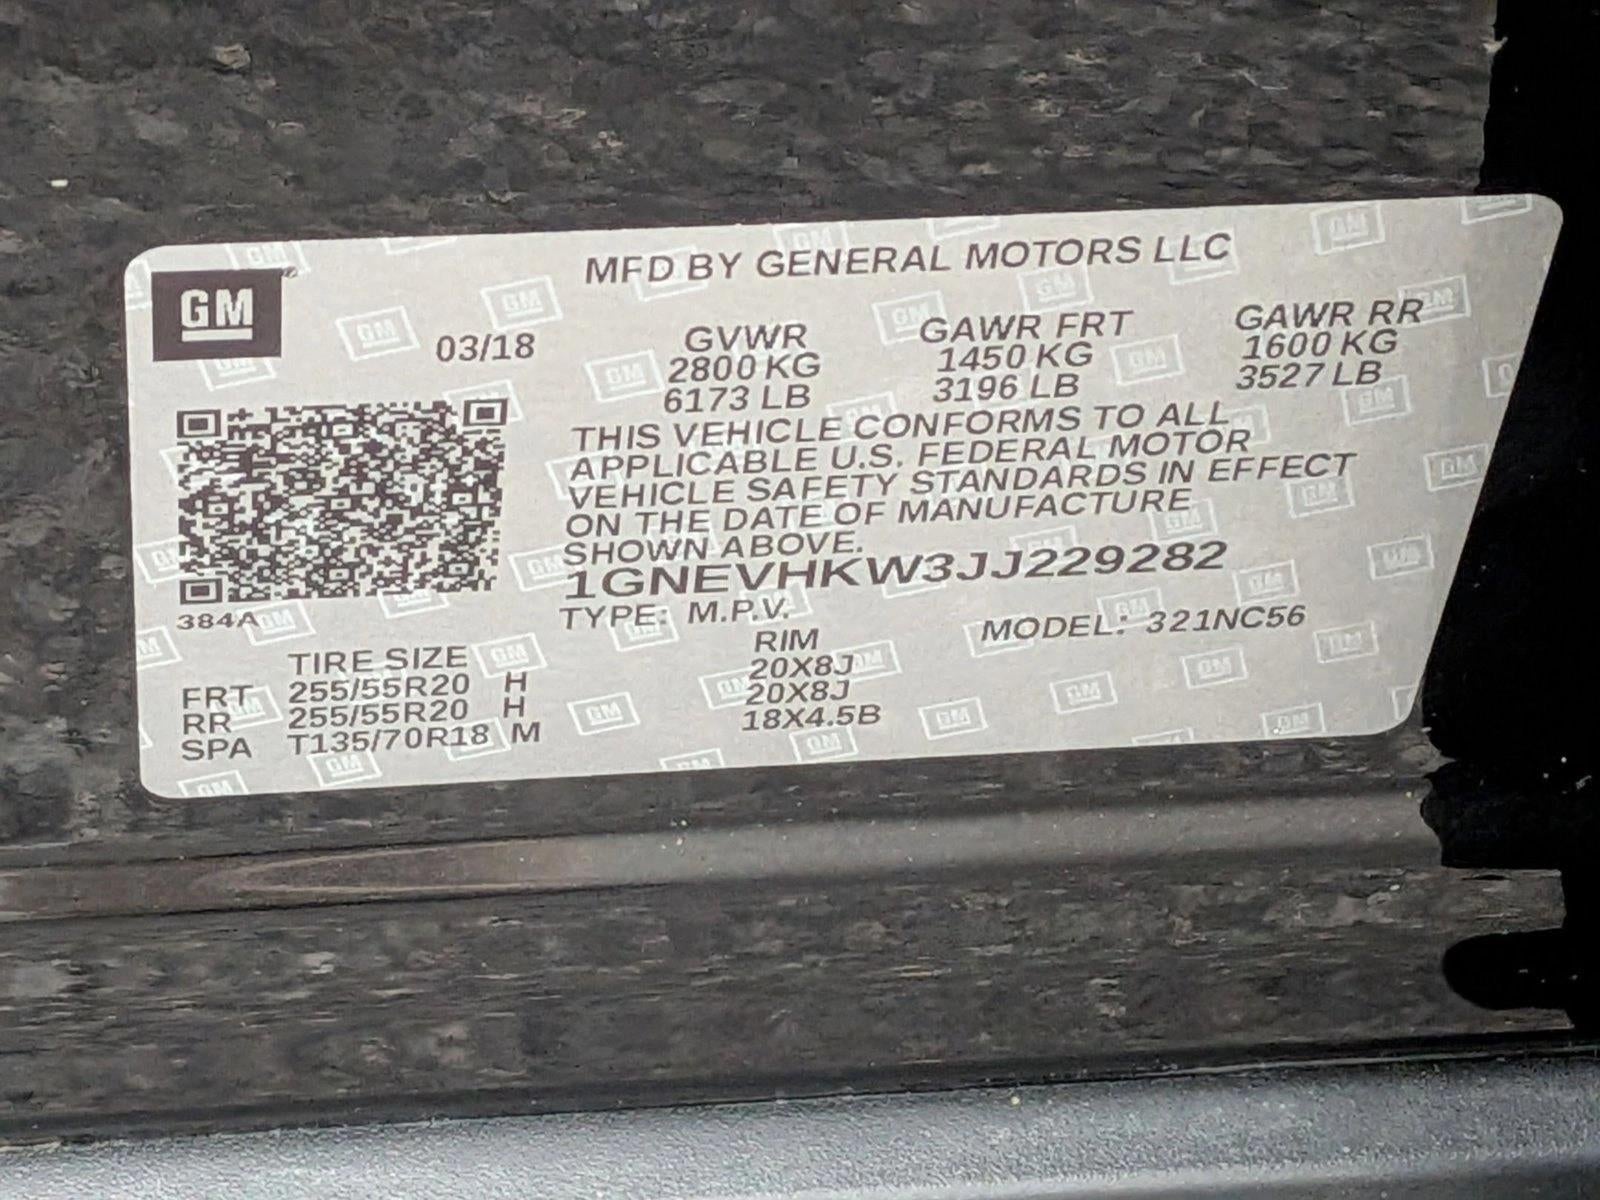 MFD BY GENERAL MOTORS LLC
GM
03/18 GVWR GAWR FRT GAWR RR
2800 KG 1450 KG 1600 KG
6173 LB 3196 LB 3527 LB
THIS VEHICLE CONFORMS TO ALL
APPLICABLE U.S. FEDERAL MOTOR
VEHICLE SAFETY STANDARDS IN EFFECT
ON THE DATE OF MANUFACTURE
SHOWN ABOVE.
1GNEVHKW3JJ229282
384A
TYPE: M.P.V. MODEL: 321NC56
TIRE SIZE RIM
FRT 255/55R20 H 20X8J
RR 255/55R20 H 20X8J
SPA T135/70R18 M 18X4.5B